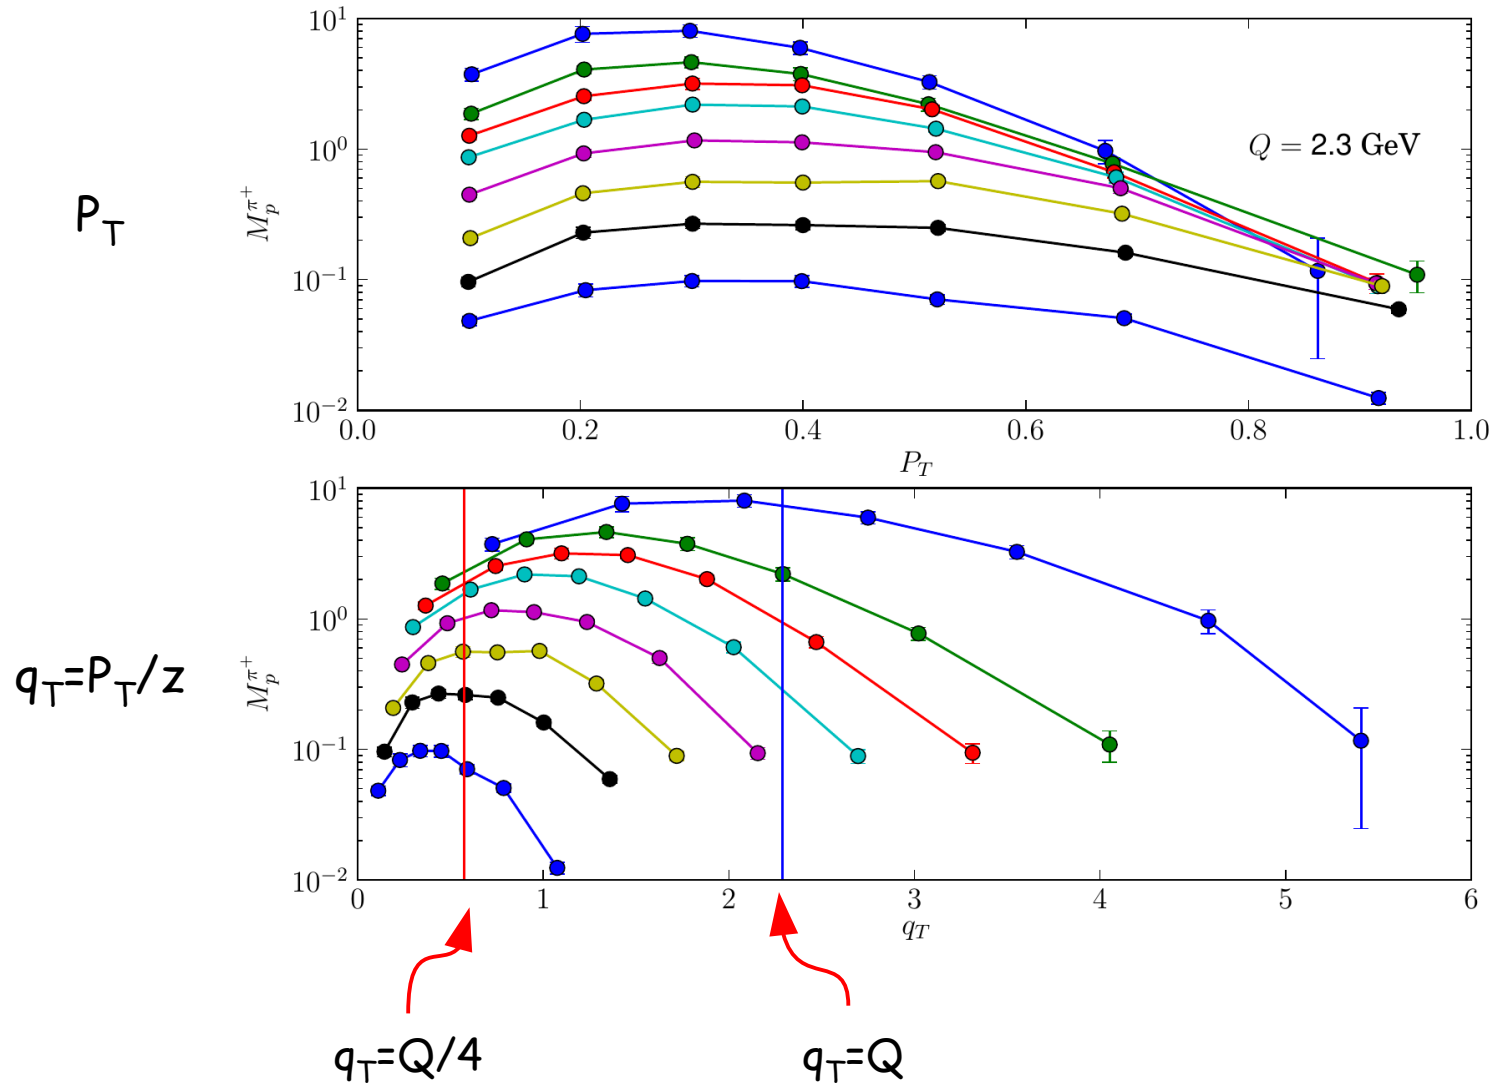 10¹
10⁰
10⁻¹
10⁻²
M_p^{π⁺}
P_T
Q = 2.3 GeV
0.0 0.2 0.4 0.6 0.8 1.0
P_T
10¹
10⁰
10⁻¹
10⁻²
M_p^{π⁺}
q_T=P_T/z
0 1 2 3 4 5 6
q_T
q_T=Q/4
q_T=Q